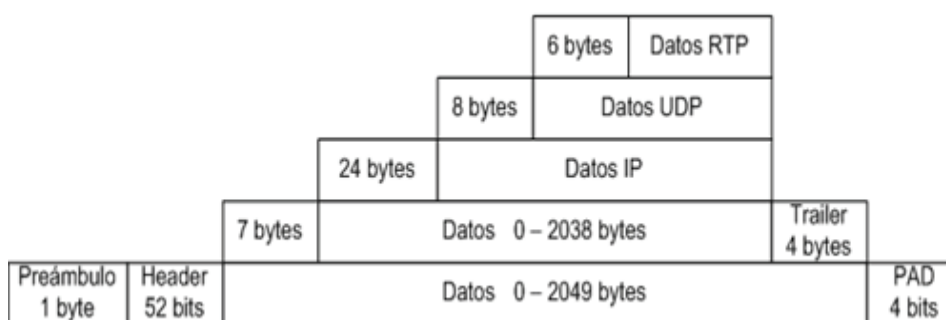 6 bytes Datos RTP
8 bytes Datos UDP
24 bytes Datos IP
7 bytes Datos 0 – 2038 bytes Trailer 4 bytes
Preámbulo 1 byte Header 52 bits Datos 0 – 2049 bytes PAD 4 bits